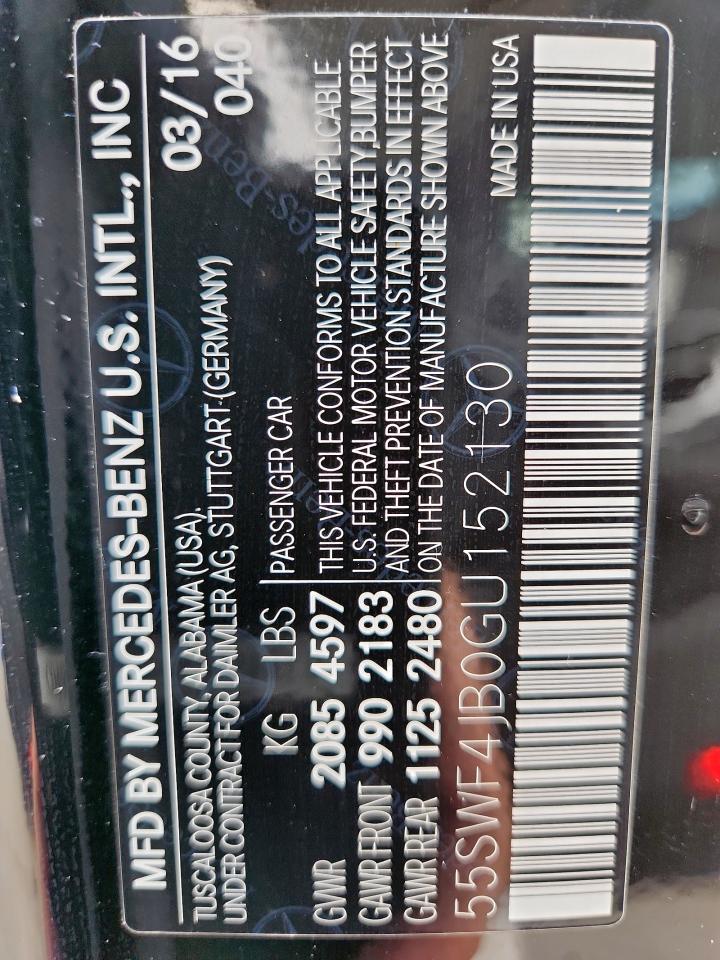 MFD BY MERCEDES-BENZ U.S. INTL., INC
TUSCALOOSA COUNTY, ALABAMA (USA). 03/16
UNDER CONTRACT FOR DAIMLER AG, STUTTGART (GERMANY) 040
KG LBS PASSENGER CAR
GWR 2085 4597 THIS VEHICLE CONFORMS TO ALL APPLICABLE
GAWR FRONT 990 2183 U.S. FEDERAL MOTOR VEHICLE SAFETY,BUMPER
GAWR REAR 1125 2480 AND THEFT PREVENTION STANDARDS IN EFFECT
ON THE DATE OF MANUFACTURE SHOWN ABOVE.
55SWF4JB0GU152130 MADE IN USA